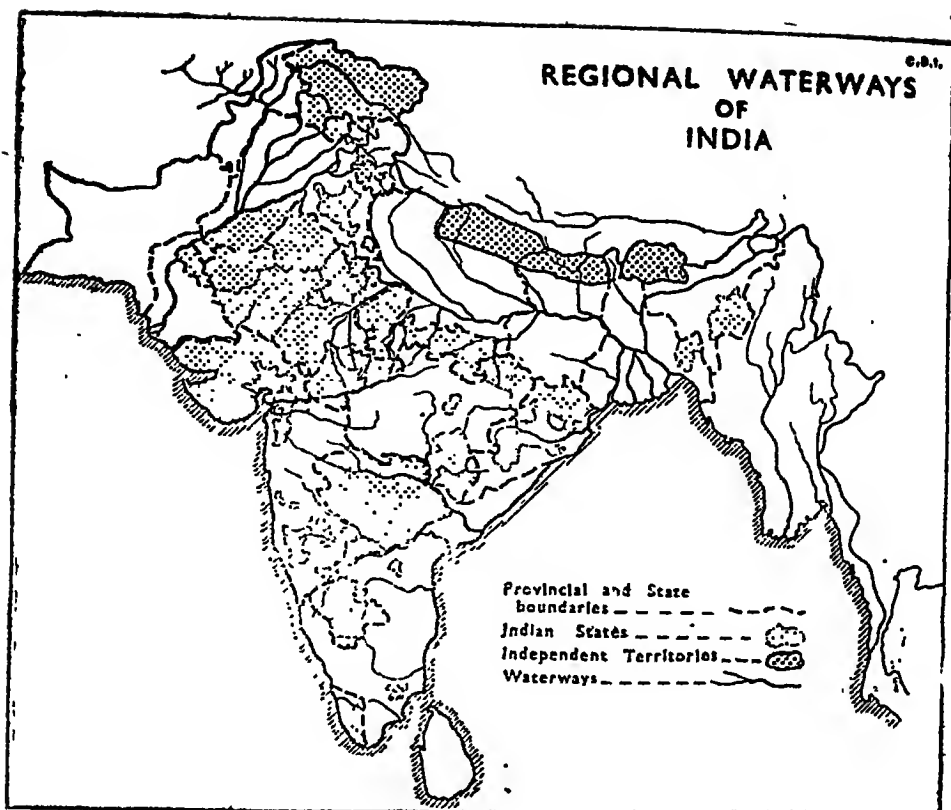 C.B.I.
REGIONAL WATERWAYS
OF
INDIA
Provincial and State
boundaries
Indian States
Independent Territories
Waterways